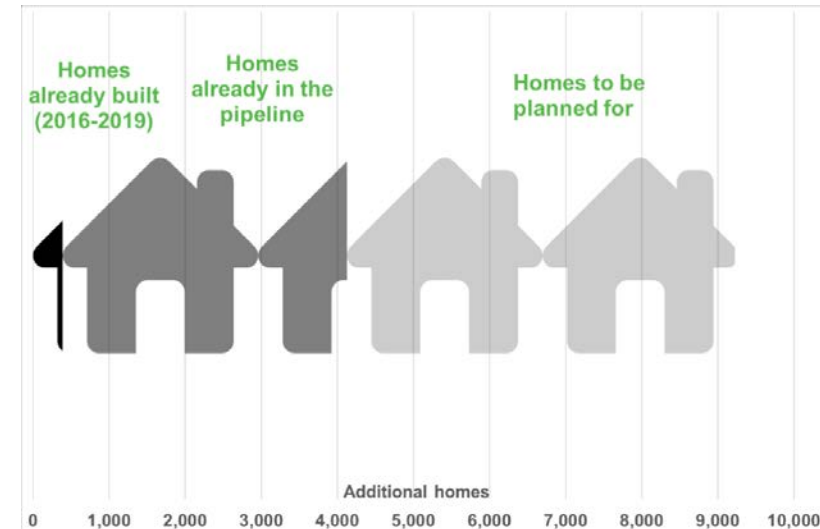 Homes
already built
(2016-2019)
Homes
already in the
pipeline
Homes to be
planned for
Additional homes
0 1,000 2,000 3,000 4,000 5,000 6,000 7,000 8,000 9,000 10,000